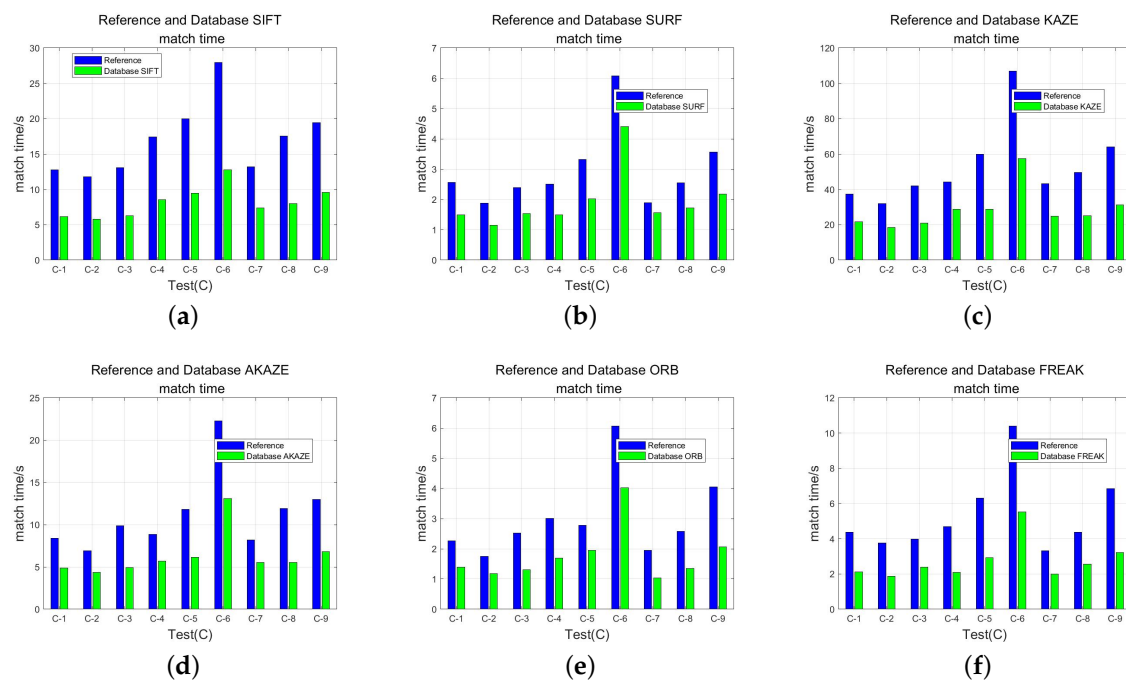 Reference and Database SIFT
match time
30
25
20
15
10
5
0
match time/s
Reference
Database SIFT
C-1 C-2 C-3 C-4 C-5 C-6 C-7 C-8 C-9
Test(C)
(a)
Reference and Database SURF
match time
7
6
5
4
3
2
1
0
match time/s
Reference
Database SURF
C-1 C-2 C-3 C-4 C-5 C-6 C-7 C-8 C-9
Test(C)
(b)
Reference and Database KAZE
match time
120
100
80
60
40
20
0
match time/s
Reference
Database KAZE
C-1 C-2 C-3 C-4 C-5 C-6 C-7 C-8 C-9
Test(C)
(c)
Reference and Database AKAZE
match time
25
20
15
10
5
0
match time/s
Reference
Database AKAZE
C-1 C-2 C-3 C-4 C-5 C-6 C-7 C-8 C-9
Test(C)
(d)
Reference and Database ORB
match time
7
6
5
4
3
2
1
0
match time/s
Reference
Database ORB
C-1 C-2 C-3 C-4 C-5 C-6 C-7 C-8 C-9
Test(C)
(e)
Reference and Database FREAK
match time
12
10
8
6
4
2
0
match time/s
Reference
Database FREAK
C-1 C-2 C-3 C-4 C-5 C-6 C-7 C-8 C-9
Test(C)
(f)